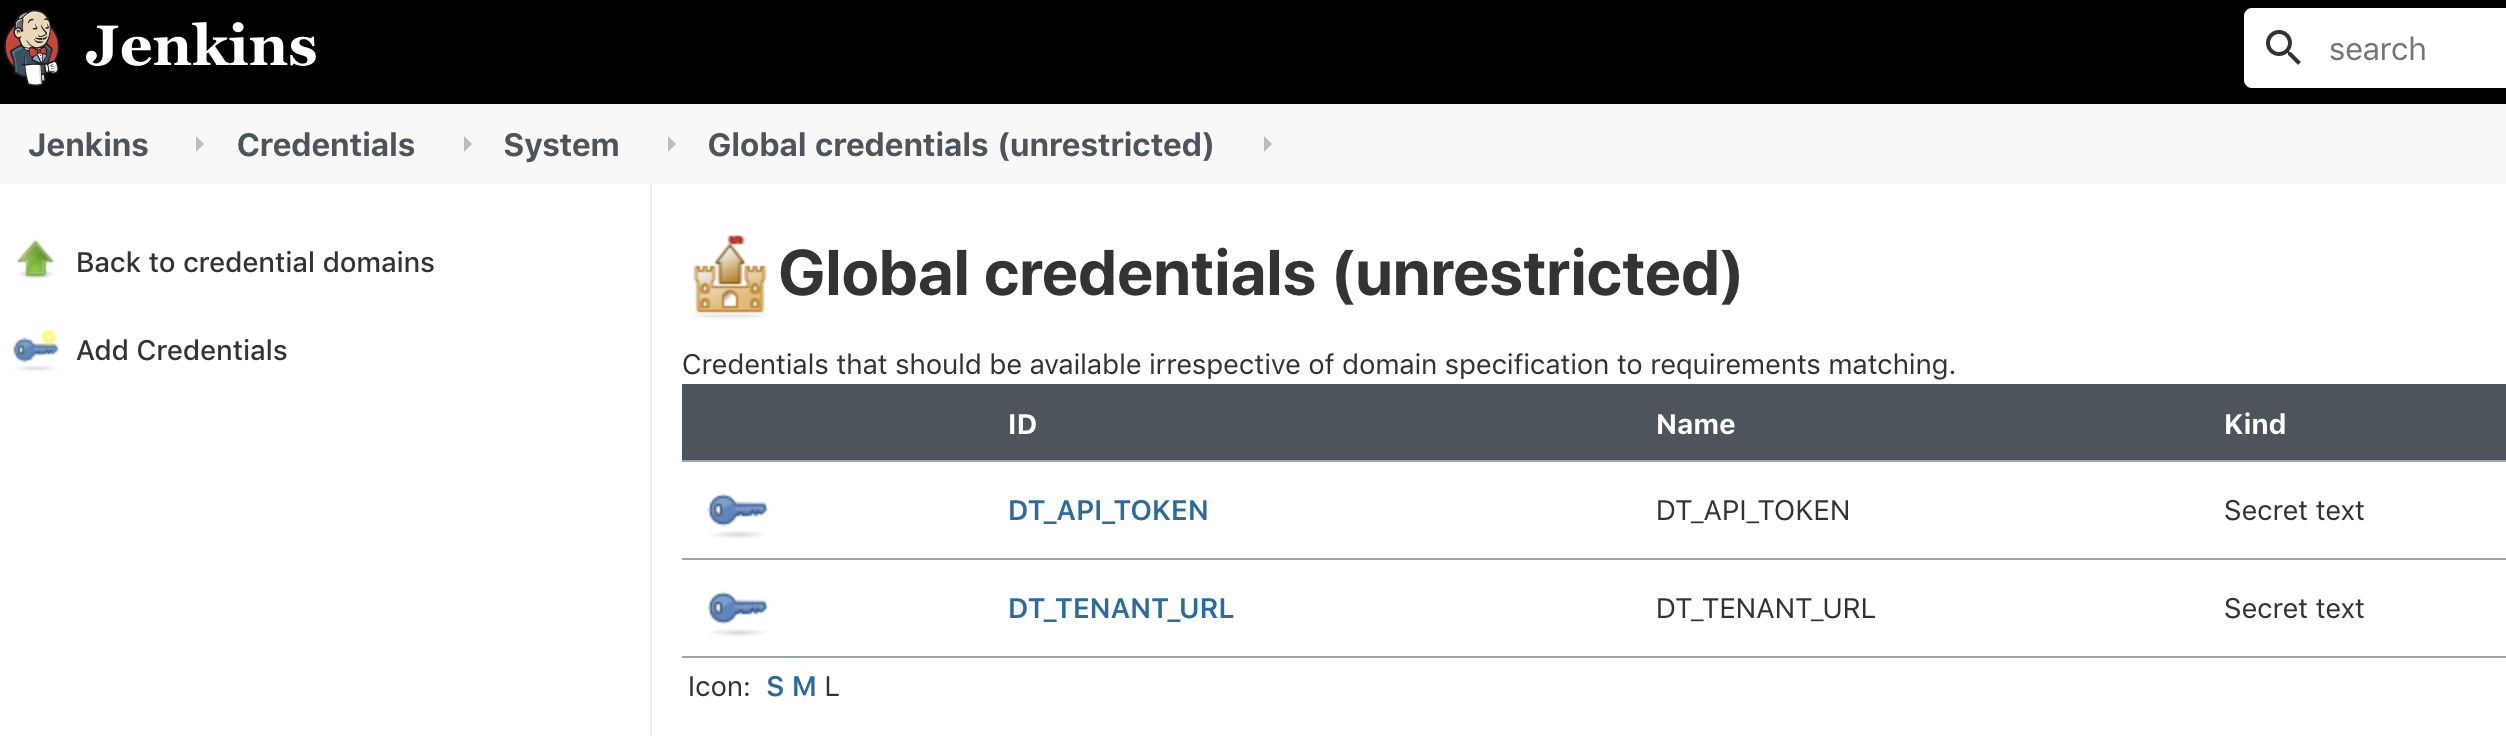 Jenkins
search
Jenkins Credentials System Global credentials (unrestricted)
Back to credential domains
Add Credentials
Global credentials (unrestricted)
Credentials that should be available irrespective of domain specification to requirements matching.
ID Name Kind
DT_API_TOKEN DT_API_TOKEN Secret text
DT_TENANT_URL DT_TENANT_URL Secret text
Icon: S M L